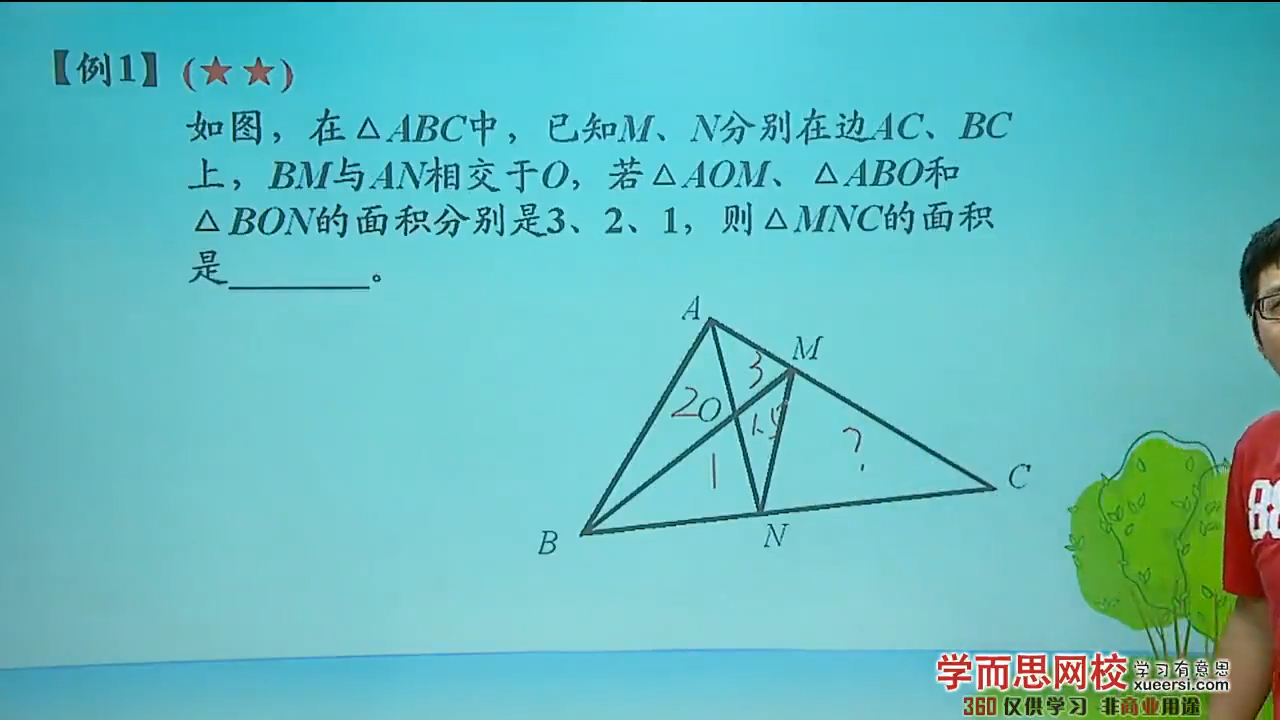 【例1】(★★)
如图，在△ABC中，已知M、N分别在边AC、BC
上，BM与AN相交于O，若△AOM、△ABO和
△BON的面积分别是3、2、1，则△MNC的面积
是______。
A
M
3
2
O
1.5
?
1
C
B
N
学而思网校 学习有意思
xueersi.com
360 仅供学习 非商业用途